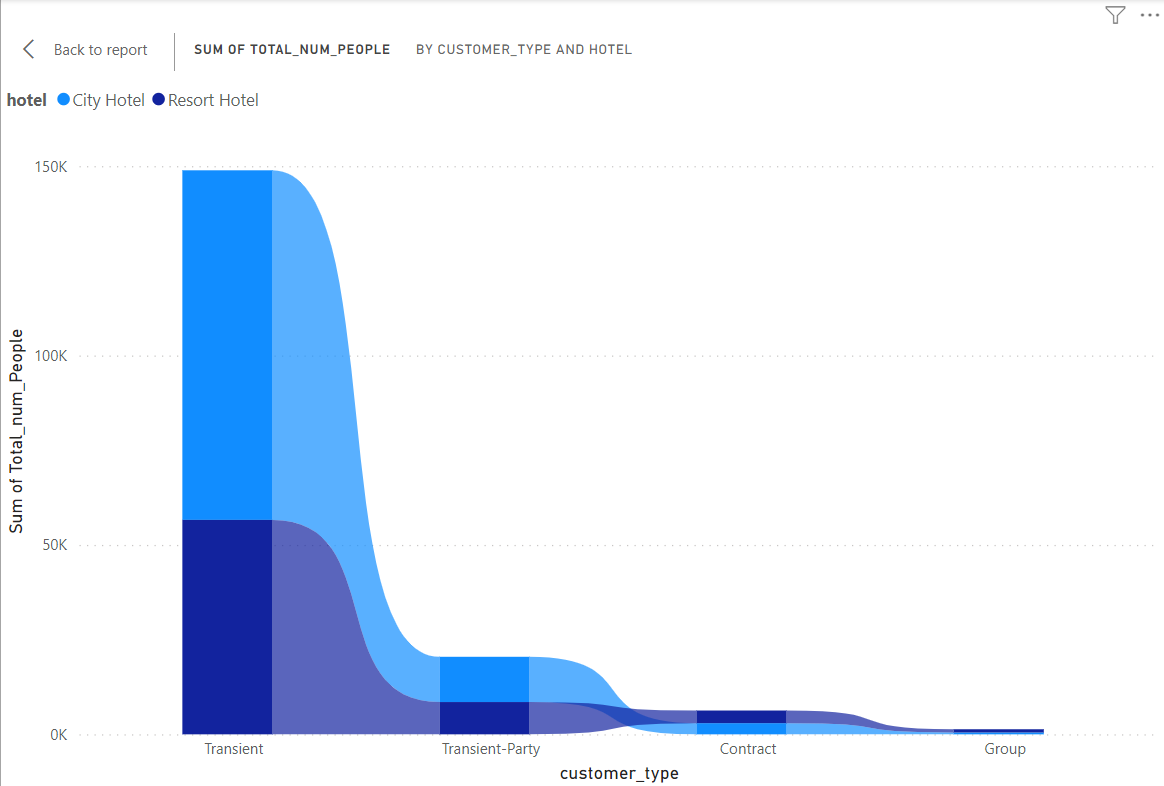 Back to report
SUM OF TOTAL_NUM_PEOPLE BY CUSTOMER_TYPE AND HOTEL
hotel City Hotel Resort Hotel
150K
100K
50K
0K
Sum of Total_num_People
Transient Transient-Party Contract Group
customer_type